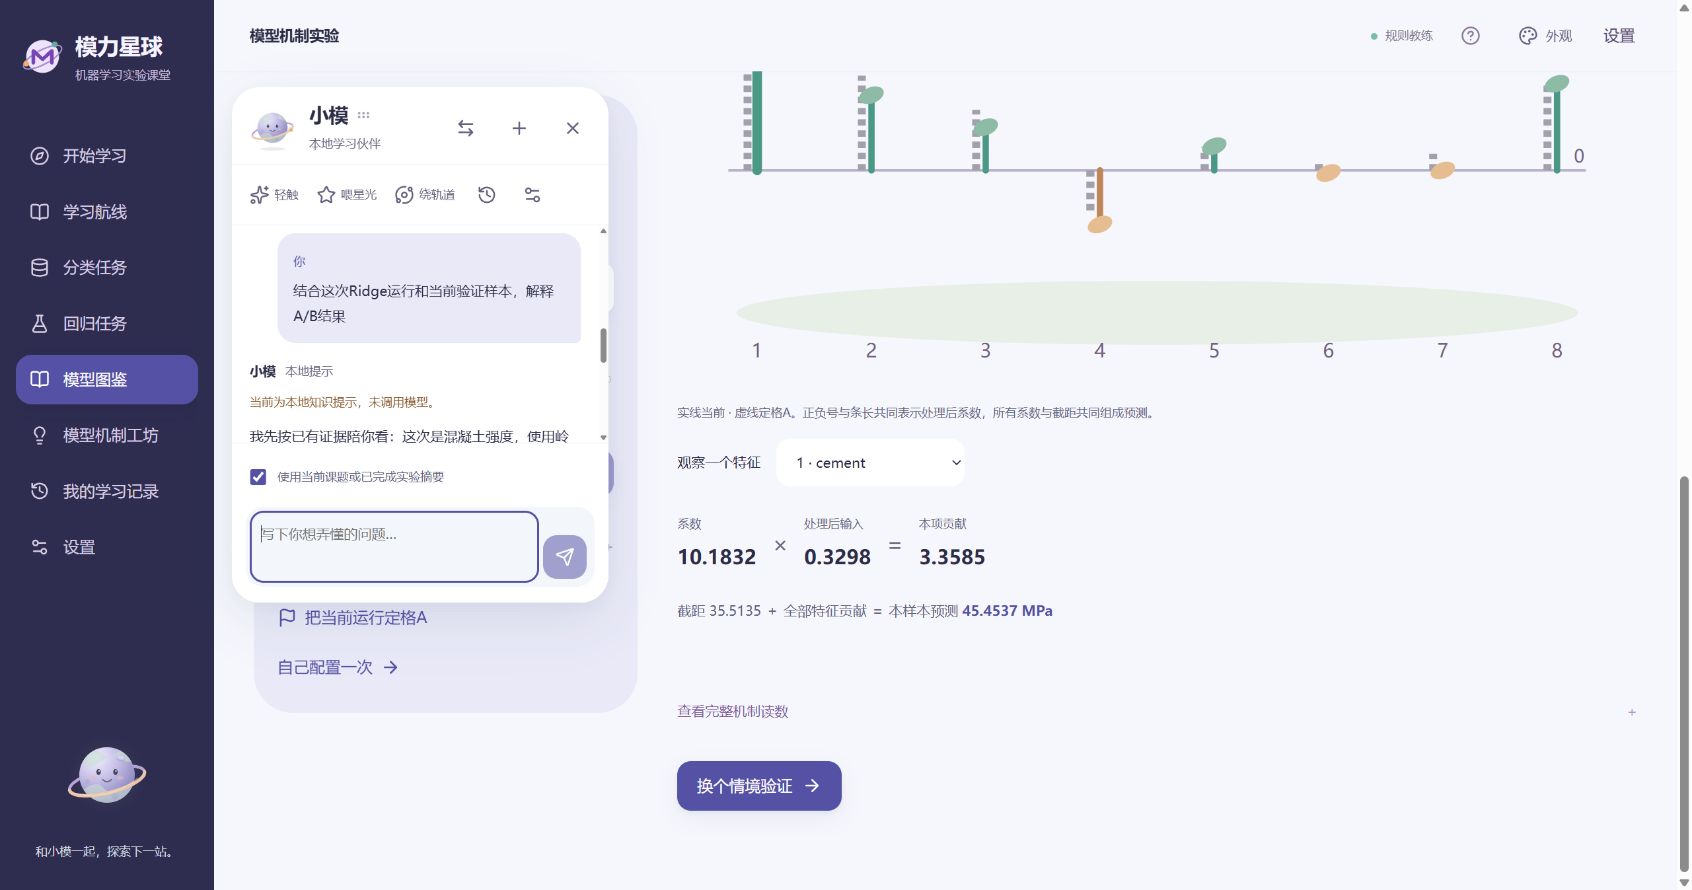 模力星球
机器学习实验课堂
开始学习
学习航线
分类任务
回归任务
模型图鉴
模型机制工坊
我的学习记录
设置
和小模一起，探索下一站。
模型机制实验
规则教练
外观
设置
小模
本地学习伙伴
轻触
喂星光
绕轨道
你
结合这次Ridge运行和当前验证样本，解释
A/B结果
小模 本地提示
当前为本地知识提示，未调用模型。
我先按已有证据陪你看：这次是混凝土强度，使用岭
使用当前课题或已完成实验摘要
写下你想弄懂的问题...
把当前运行定格A
自己配置一次 →
0
1 2 3 4 5 6 7 8
实线当前 · 虚线定格A。正负号与条长共同表示处理后系数，所有系数与截距共同组成预测。
观察一个特征 1 · cement
系数 处理后输入 本项贡献
10.1832 × 0.3298 = 3.3585
截距 35.5135 + 全部特征贡献 = 本样本预测 45.4537 MPa
查看完整机制读数 +
换个情境验证 →